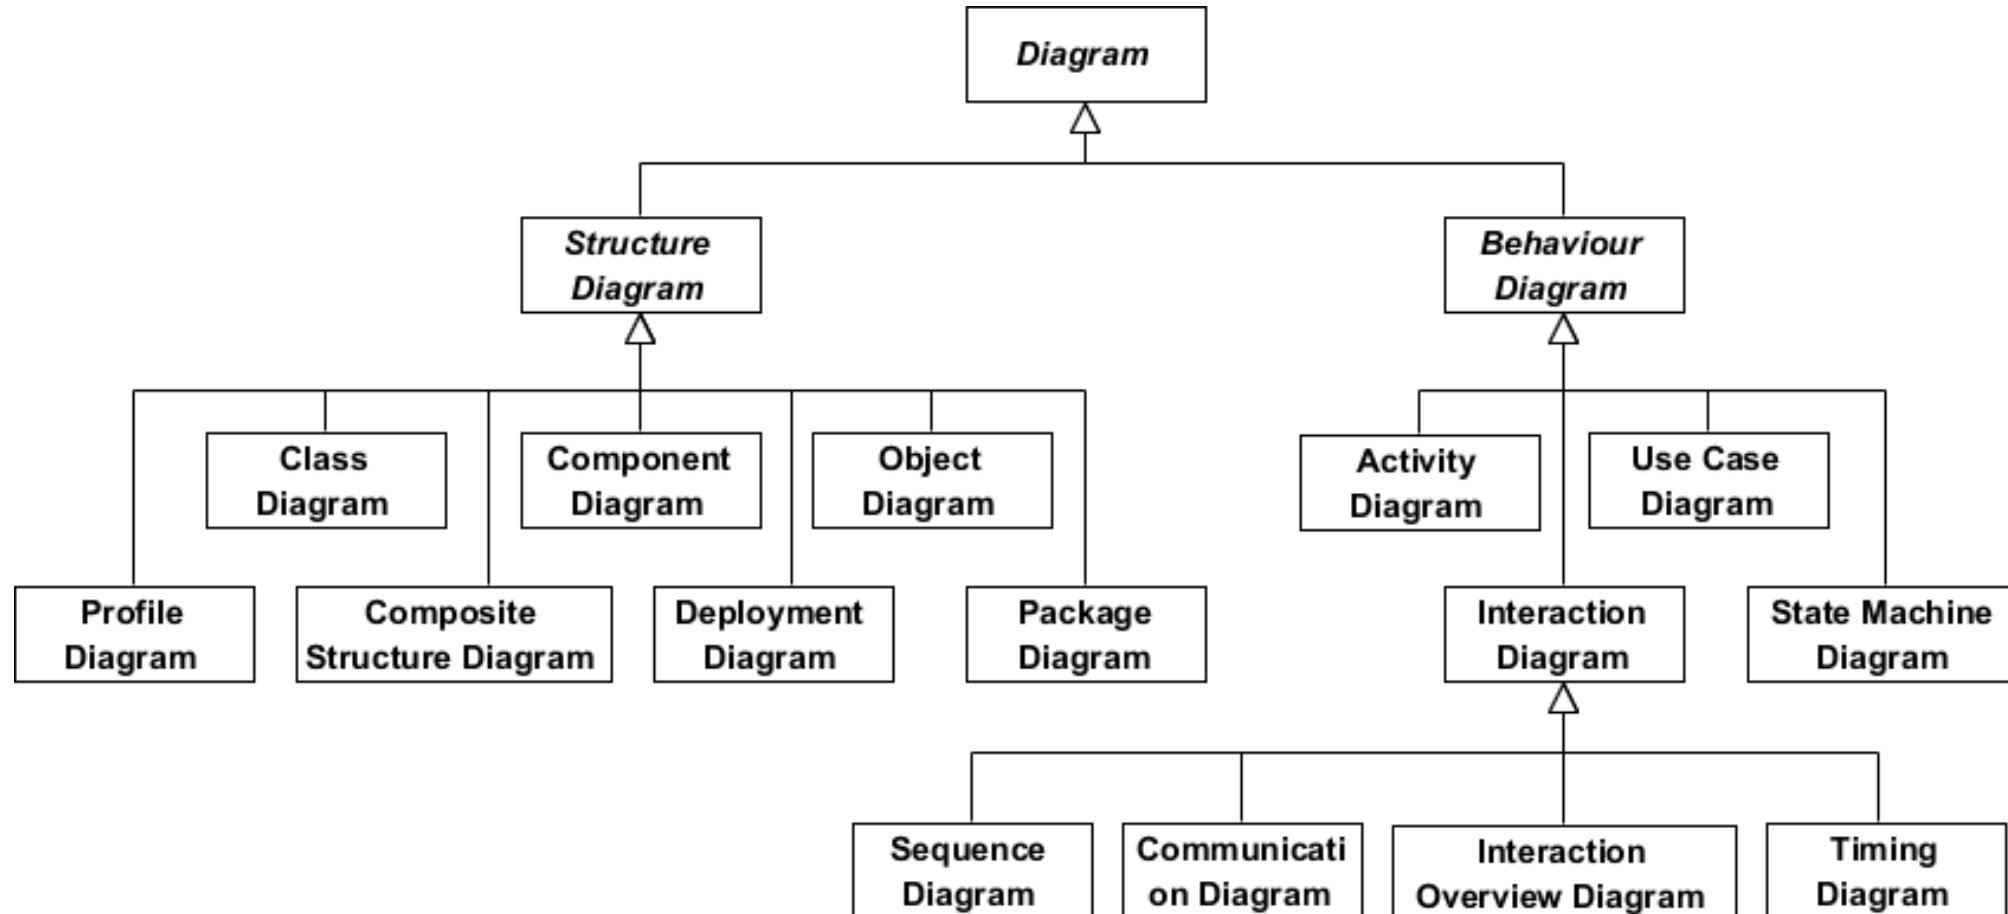 Diagram
Structure
Diagram
Behaviour
Diagram
Class
Diagram
Component
Diagram
Object
Diagram
Activity
Diagram
Use Case
Diagram
Profile
Diagram
Composite
Structure Diagram
Deployment
Diagram
Package
Diagram
Interaction
Diagram
State Machine
Diagram
Sequence
Diagram
Communicati
on Diagram
Interaction
Overview Diagram
Timing
Diagram